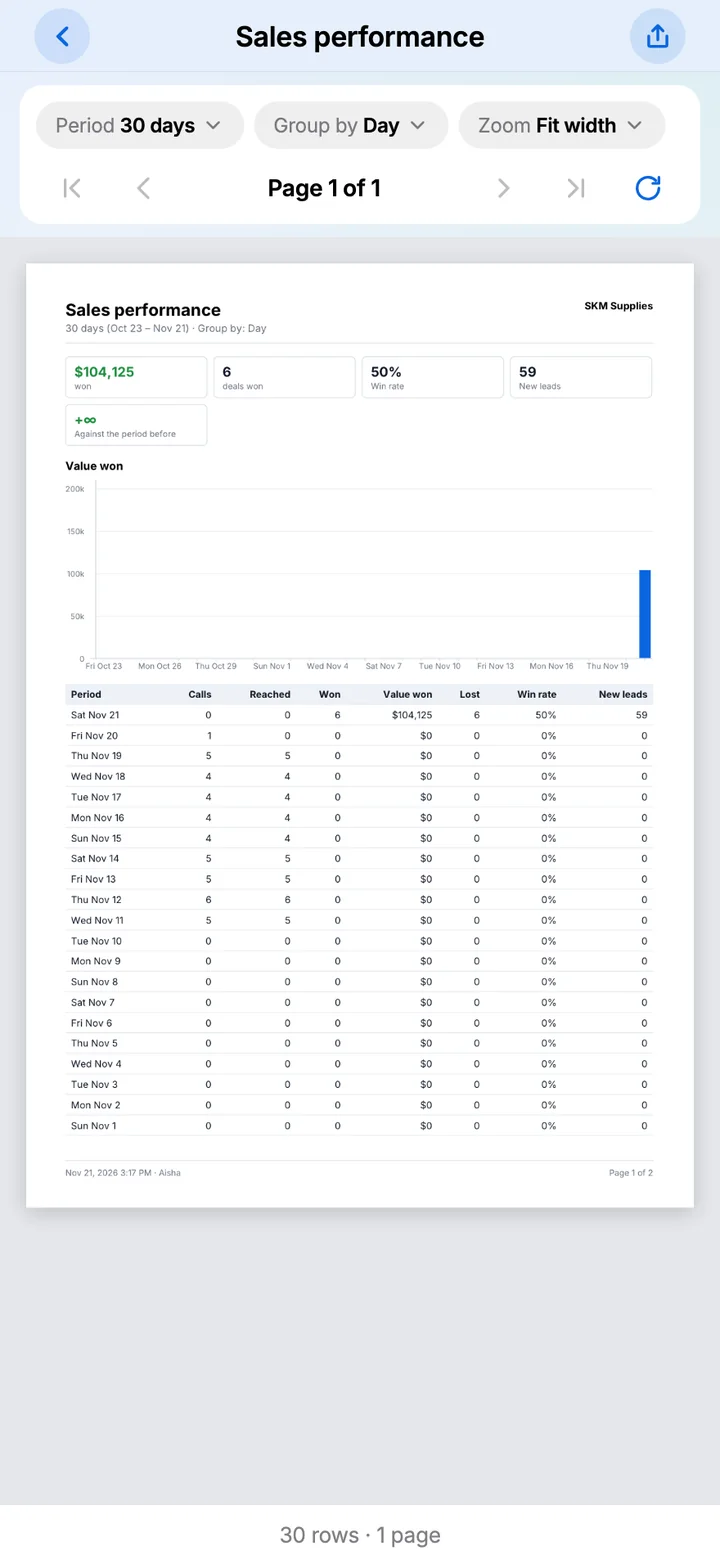 Sales performance
Period 30 days
Group by Day
Zoom Fit width
Page 1 of 1
Sales performance
SKM Supplies
30 days (Oct 23 – Nov 21) · Group by: Day
$104,125
won
6
deals won
50%
Win rate
59
New leads
+∞
Against the period before
Value won
200k
150k
100k
50k
0
Fri Oct 23 Mon Oct 26 Thu Oct 29 Sun Nov 1 Wed Nov 4 Sat Nov 7 Tue Nov 10 Fri Nov 13 Mon Nov 16 Thu Nov 19
Period Calls Reached Won Value won Lost Win rate New leads
Sat Nov 21 0 0 6 $104,125 6 50% 59
Fri Nov 20 1 0 0 $0 0 0% 0
Thu Nov 19 5 5 0 $0 0 0% 0
Wed Nov 18 4 4 0 $0 0 0% 0
Tue Nov 17 4 4 0 $0 0 0% 0
Mon Nov 16 4 4 0 $0 0 0% 0
Sun Nov 15 4 4 0 $0 0 0% 0
Sat Nov 14 5 5 0 $0 0 0% 0
Fri Nov 13 5 5 0 $0 0 0% 0
Thu Nov 12 6 6 0 $0 0 0% 0
Wed Nov 11 5 5 0 $0 0 0% 0
Tue Nov 10 0 0 0 $0 0 0% 0
Mon Nov 9 0 0 0 $0 0 0% 0
Sun Nov 8 0 0 0 $0 0 0% 0
Sat Nov 7 0 0 0 $0 0 0% 0
Fri Nov 6 0 0 0 $0 0 0% 0
Thu Nov 5 0 0 0 $0 0 0% 0
Wed Nov 4 0 0 0 $0 0 0% 0
Tue Nov 3 0 0 0 $0 0 0% 0
Mon Nov 2 0 0 0 $0 0 0% 0
Sun Nov 1 0 0 0 $0 0 0% 0
Nov 21, 2026 3:17 PM · Aisha
Page 1 of 2
30 rows · 1 page